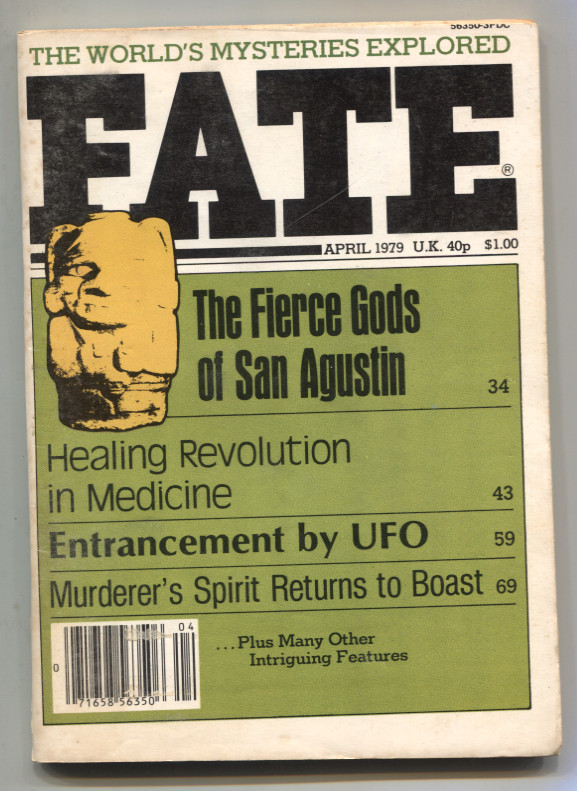 56350-3PDC
THE WORLD'S MYSTERIES EXPLORED
FATE®
APRIL 1979 U.K. 40p $1.00
The Fierce Gods
of San Agustin 34
Healing Revolution
in Medicine 43
Entrancement by UFO 59
Murderer's Spirit Returns to Boast 69
...Plus Many Other
Intriguing Features
04
0 71658 56350